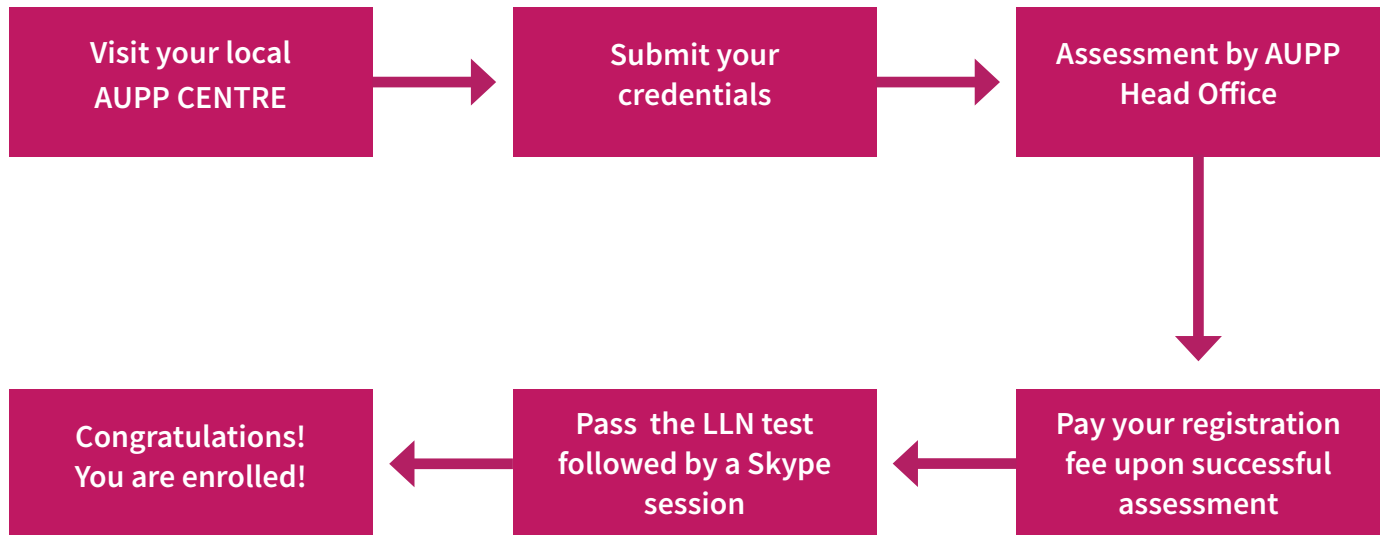 Visit your local
AUPP CENTRE
Submit your
credentials
Assessment by AUPP
Head Office
Pay your registration
fee upon successful
assessment
Pass the LLN test
followed by a Skype
session
Congratulations!
You are enrolled!